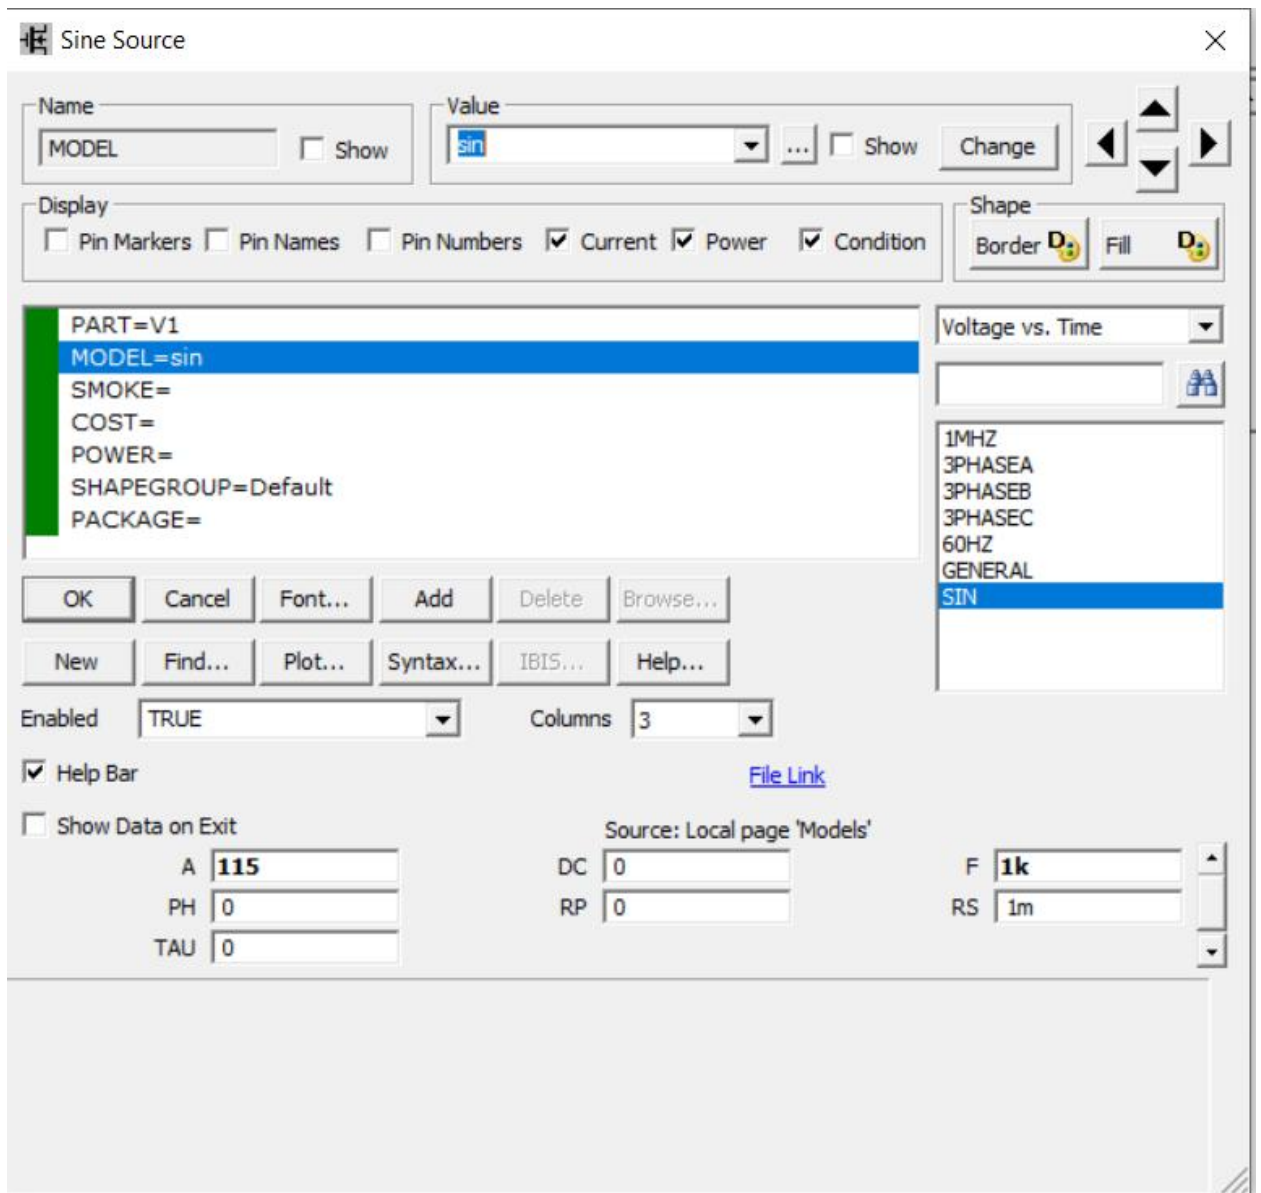 Sine Source
Name
MODEL Show
Value
sin ... Show Change
Display
Pin Markers Pin Names Pin Numbers Current Power Condition
Shape
Border Fill
PART=V1
MODEL=sin
SMOKE=
COST=
POWER=
SHAPEGROUP=Default
PACKAGE=
Voltage vs. Time
1MHZ
3PHASEA
3PHASEB
3PHASEC
60HZ
GENERAL
SIN
OK Cancel Font... Add Delete Browse...
New Find... Plot... Syntax... IBIS... Help...
Enabled TRUE Columns 3
Help Bar File Link
Show Data on Exit Source: Local page 'Models'
A 115 DC 0 F 1k
PH 0 RP 0 RS 1m
TAU 0